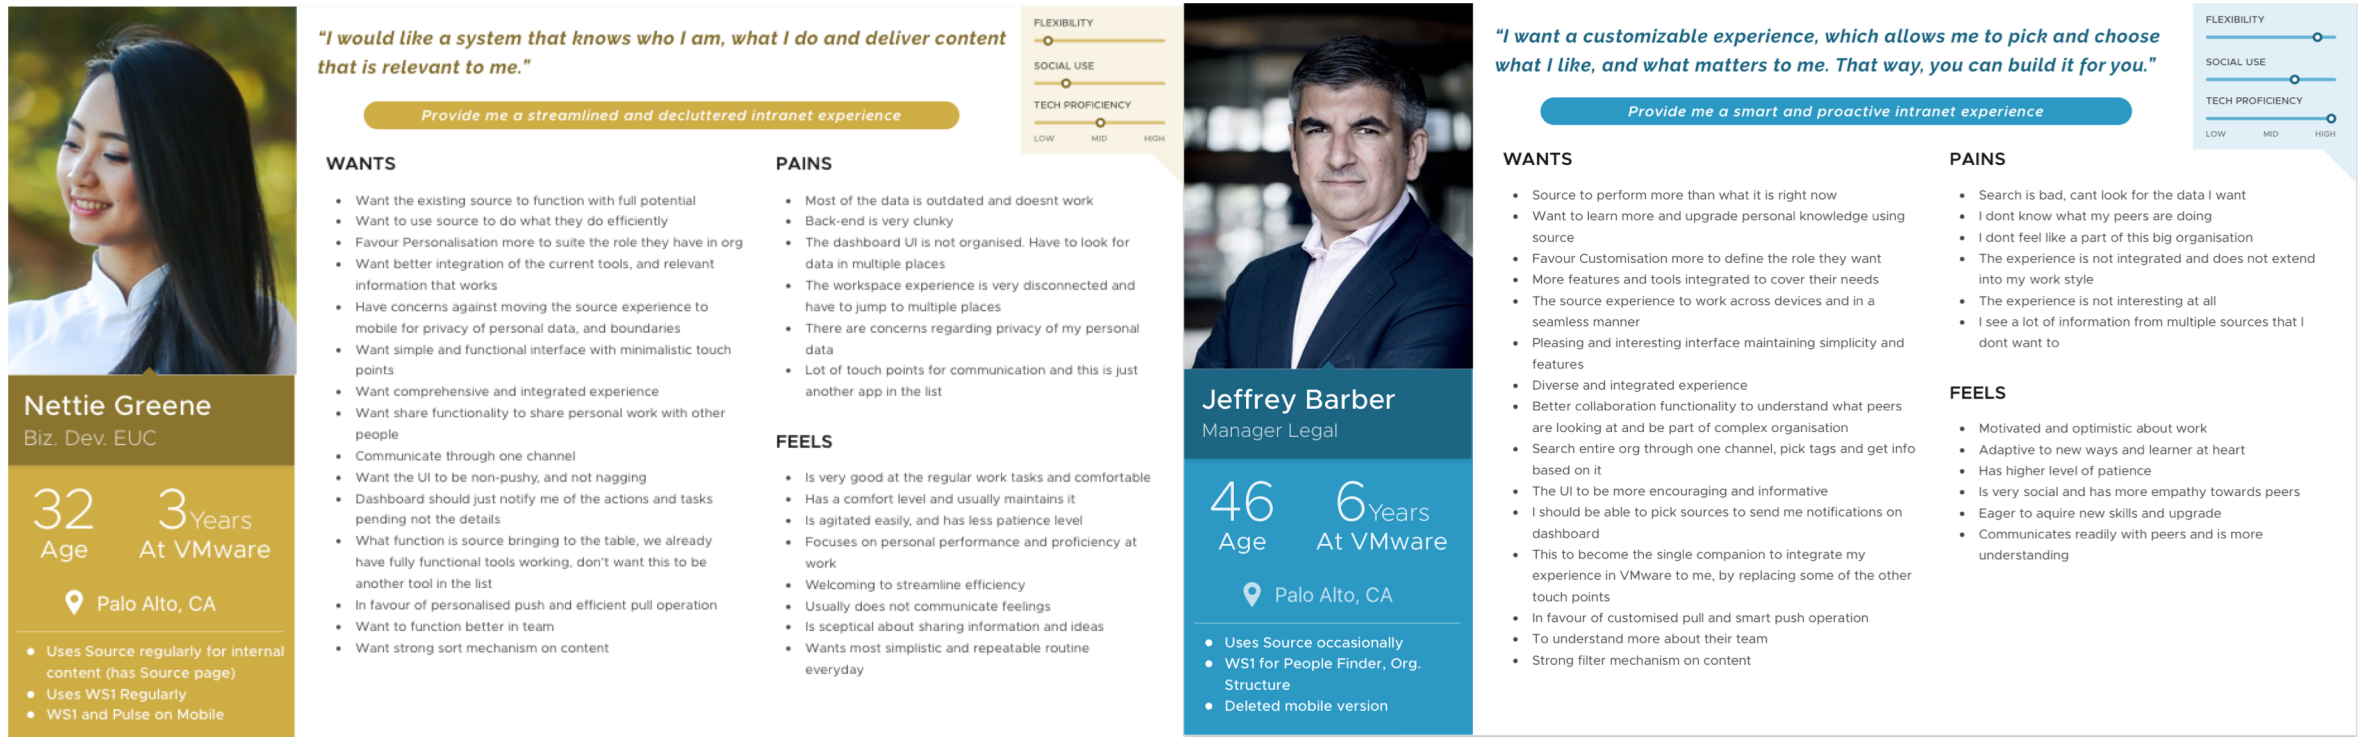 “I would like a system that knows who I am, what I do and deliver content
that is relevant to me.”
Provide me a streamlined and decluttered intranet experience
FLEXIBILITY
SOCIAL USE
TECH PROFICIENCY
LOW MID HIGH
WANTS
• Want the existing source to function with full potential
• Want to use source to do what they do efficiently
• Favour Personalisation more to suite the role they have in org
• Want better integration of the current tools, and relevant
information that works
• Have concerns against moving the source experience to
mobile for privacy of personal data, and boundaries
• Want simple and functional interface with minimalistic touch
points
• Want comprehensive and integrated experience
• Want share functionality to share personal work with other
people
• Communicate through one channel
• Want the UI to be non-pushy, and not nagging
• Dashboard should just notify me of the actions and tasks
pending not the details
• What function is source bringing to the table, we already
have fully functional tools working, don’t want this to be
another tool in the list
• In favour of personalised push and efficient pull operation
• Want to function better in team
• Want strong sort mechanism on content
PAINS
• Most of the data is outdated and doesnt work
• Back-end is very clunky
• The dashboard UI is not organised. Have to look for
data in multiple places
• The workspace experience is very disconnected and
have to jump to multiple places
• There are concerns regarding privacy of my personal
data
• Lot of touch points for communication and this is just
another app in the list
FEELS
• Is very good at the regular work tasks and comfortable
• Has a comfort level and usually maintains it
• Is agitated easily, and has less patience level
• Focuses on personal performance and proficiency at
work
• Welcoming to streamline efficiency
• Usually does not communicate feelings
• Is sceptical about sharing information and ideas
• Wants most simplistic and repeatable routine
everyday
Nettie Greene
Biz. Dev. EUC
32
Age
3 Years
At VMware
Palo Alto, CA
• Uses Source regularly for internal
content (has Source page)
• Uses WS1 Regularly
• WS1 and Pulse on Mobile
“I want a customizable experience, which allows me to pick and choose
what I like, and what matters to me. That way, you can build it for you.”
Provide me a smart and proactive intranet experience
FLEXIBILITY
SOCIAL USE
TECH PROFICIENCY
LOW MID HIGH
WANTS
• Source to perform more than what it is right now
• Want to learn more and upgrade personal knowledge using
source
• Favour Customisation more to define the role they want
• More features and tools integrated to cover their needs
• The source experience to work across devices and in a
seamless manner
• Pleasing and interesting interface maintaining simplicity and
features
• Diverse and integrated experience
• Better collaboration functionality to understand what peers
are looking at and be part of complex organisation
• Search entire org through one channel, pick tags and get info
based on it
• The UI to be more encouraging and informative
• I should be able to pick sources to send me notifications on
dashboard
• This to become the single companion to integrate my
experience in VMware to me, by replacing some of the other
touch points
• In favour of customised pull and smart push operation
• To understand more about their team
• Strong filter mechanism on content
PAINS
• Search is bad, cant look for the data I want
• I dont know what my peers are doing
• I dont feel like a part of this big organisation
• The experience is not integrated and does not extend
into my work style
• The experience is not interesting at all
• I see a lot of information from multiple sources that I
dont want to
FEELS
• Motivated and optimistic about work
• Adaptive to new ways and learner at heart
• Has higher level of patience
• Is very social and has more empathy towards peers
• Eager to aquire new skills and upgrade
• Communicates readily with peers and is more
understanding
Jeffrey Barber
Manager Legal
46
Age
6 Years
At VMware
Palo Alto, CA
• Uses Source occasionally
• WS1 for People Finder, Org.
Structure
• Deleted mobile version